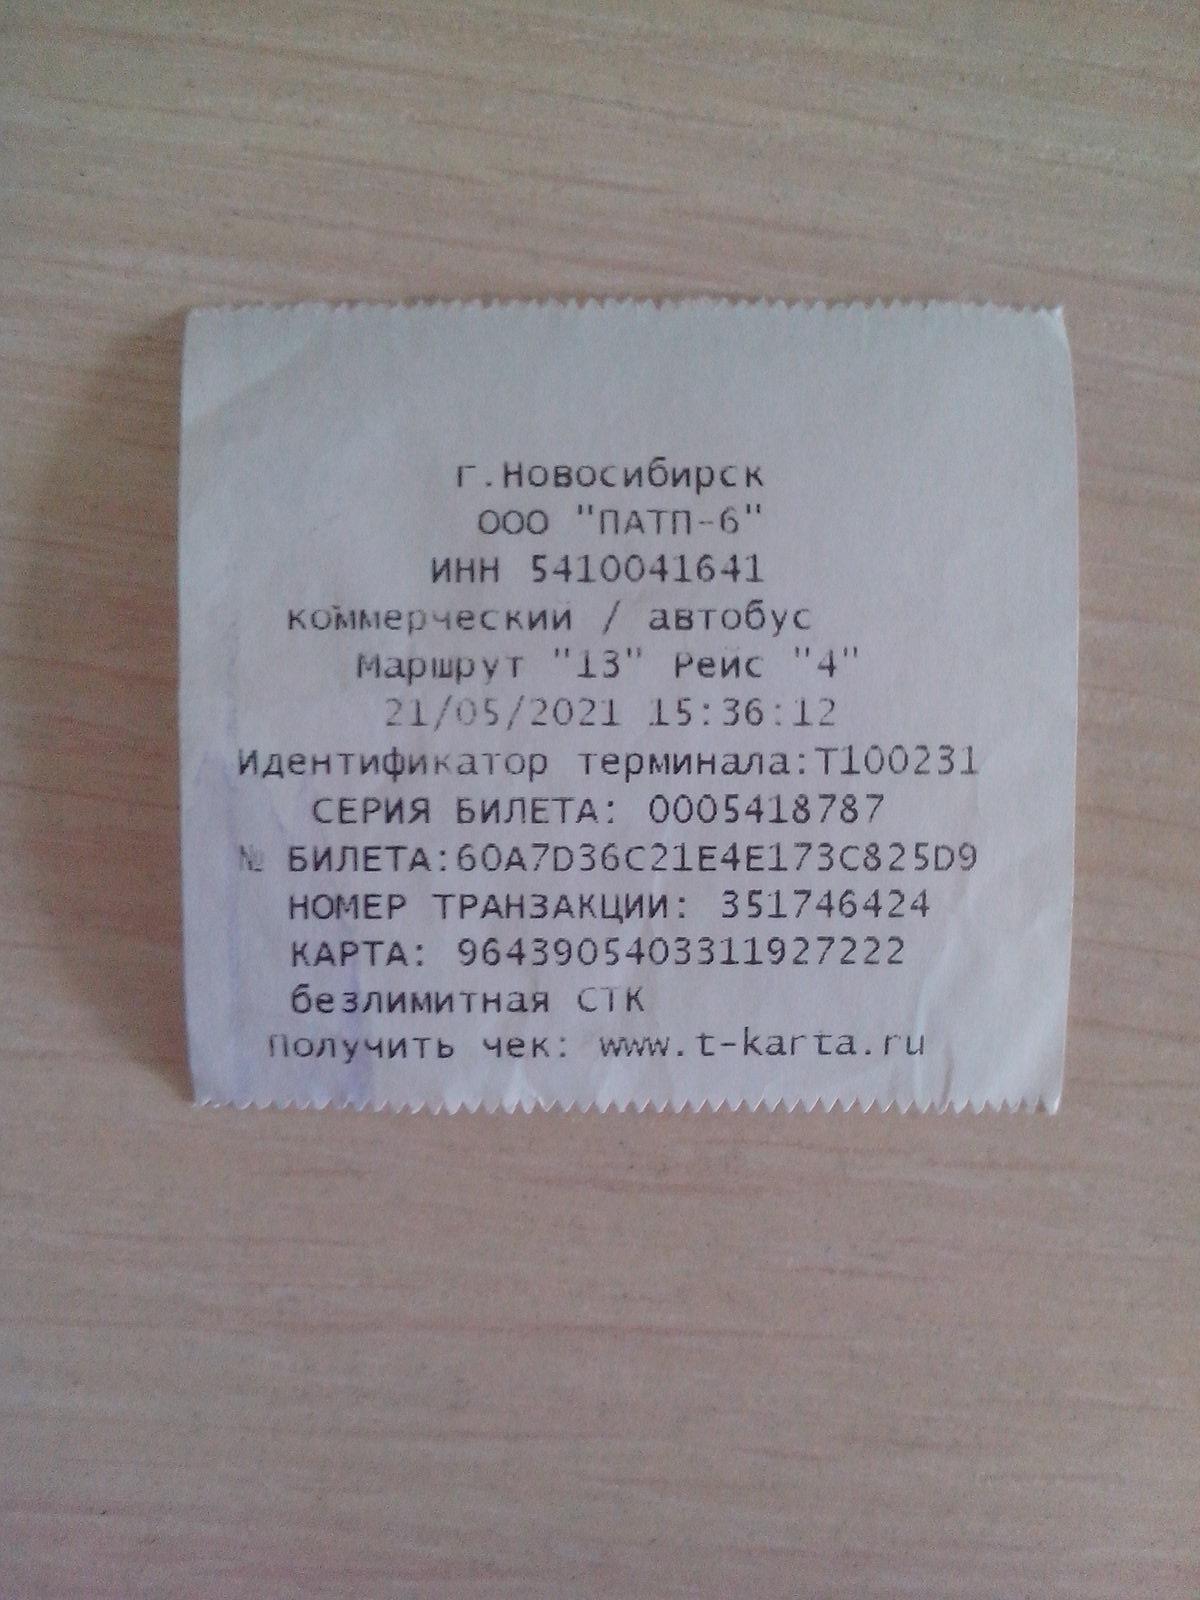 г.Новосибирск
ООО "ПАТП-6"
ИНН 5410041641
коммерческий / автобус
Маршрут "13" Рейс "4"
21/05/2021 15:36:12
Идентификатор терминала:T100231
СЕРИЯ БИЛЕТА: 0005418787
№ БИЛЕТА:60A7D36C21E4E173C825D9
НОМЕР ТРАНЗАКЦИИ: 351746424
КАРТА: 9643905403311927222
безлимитная СТК
Получить чек: www.t-karta.ru